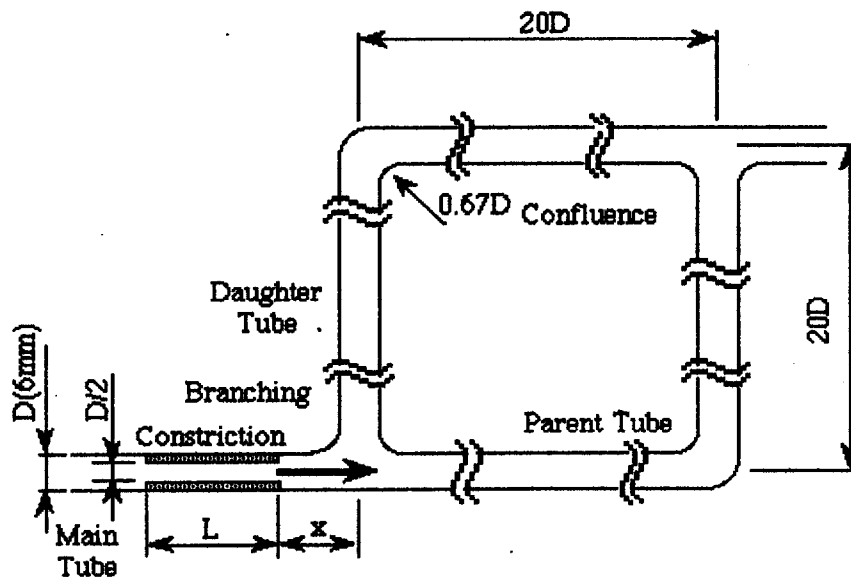 20D
0.67D
Confluence
Daughter
Tube
20D
D(6mm)
D/2
Branching
Constriction
Parent Tube
Main
Tube
L
x